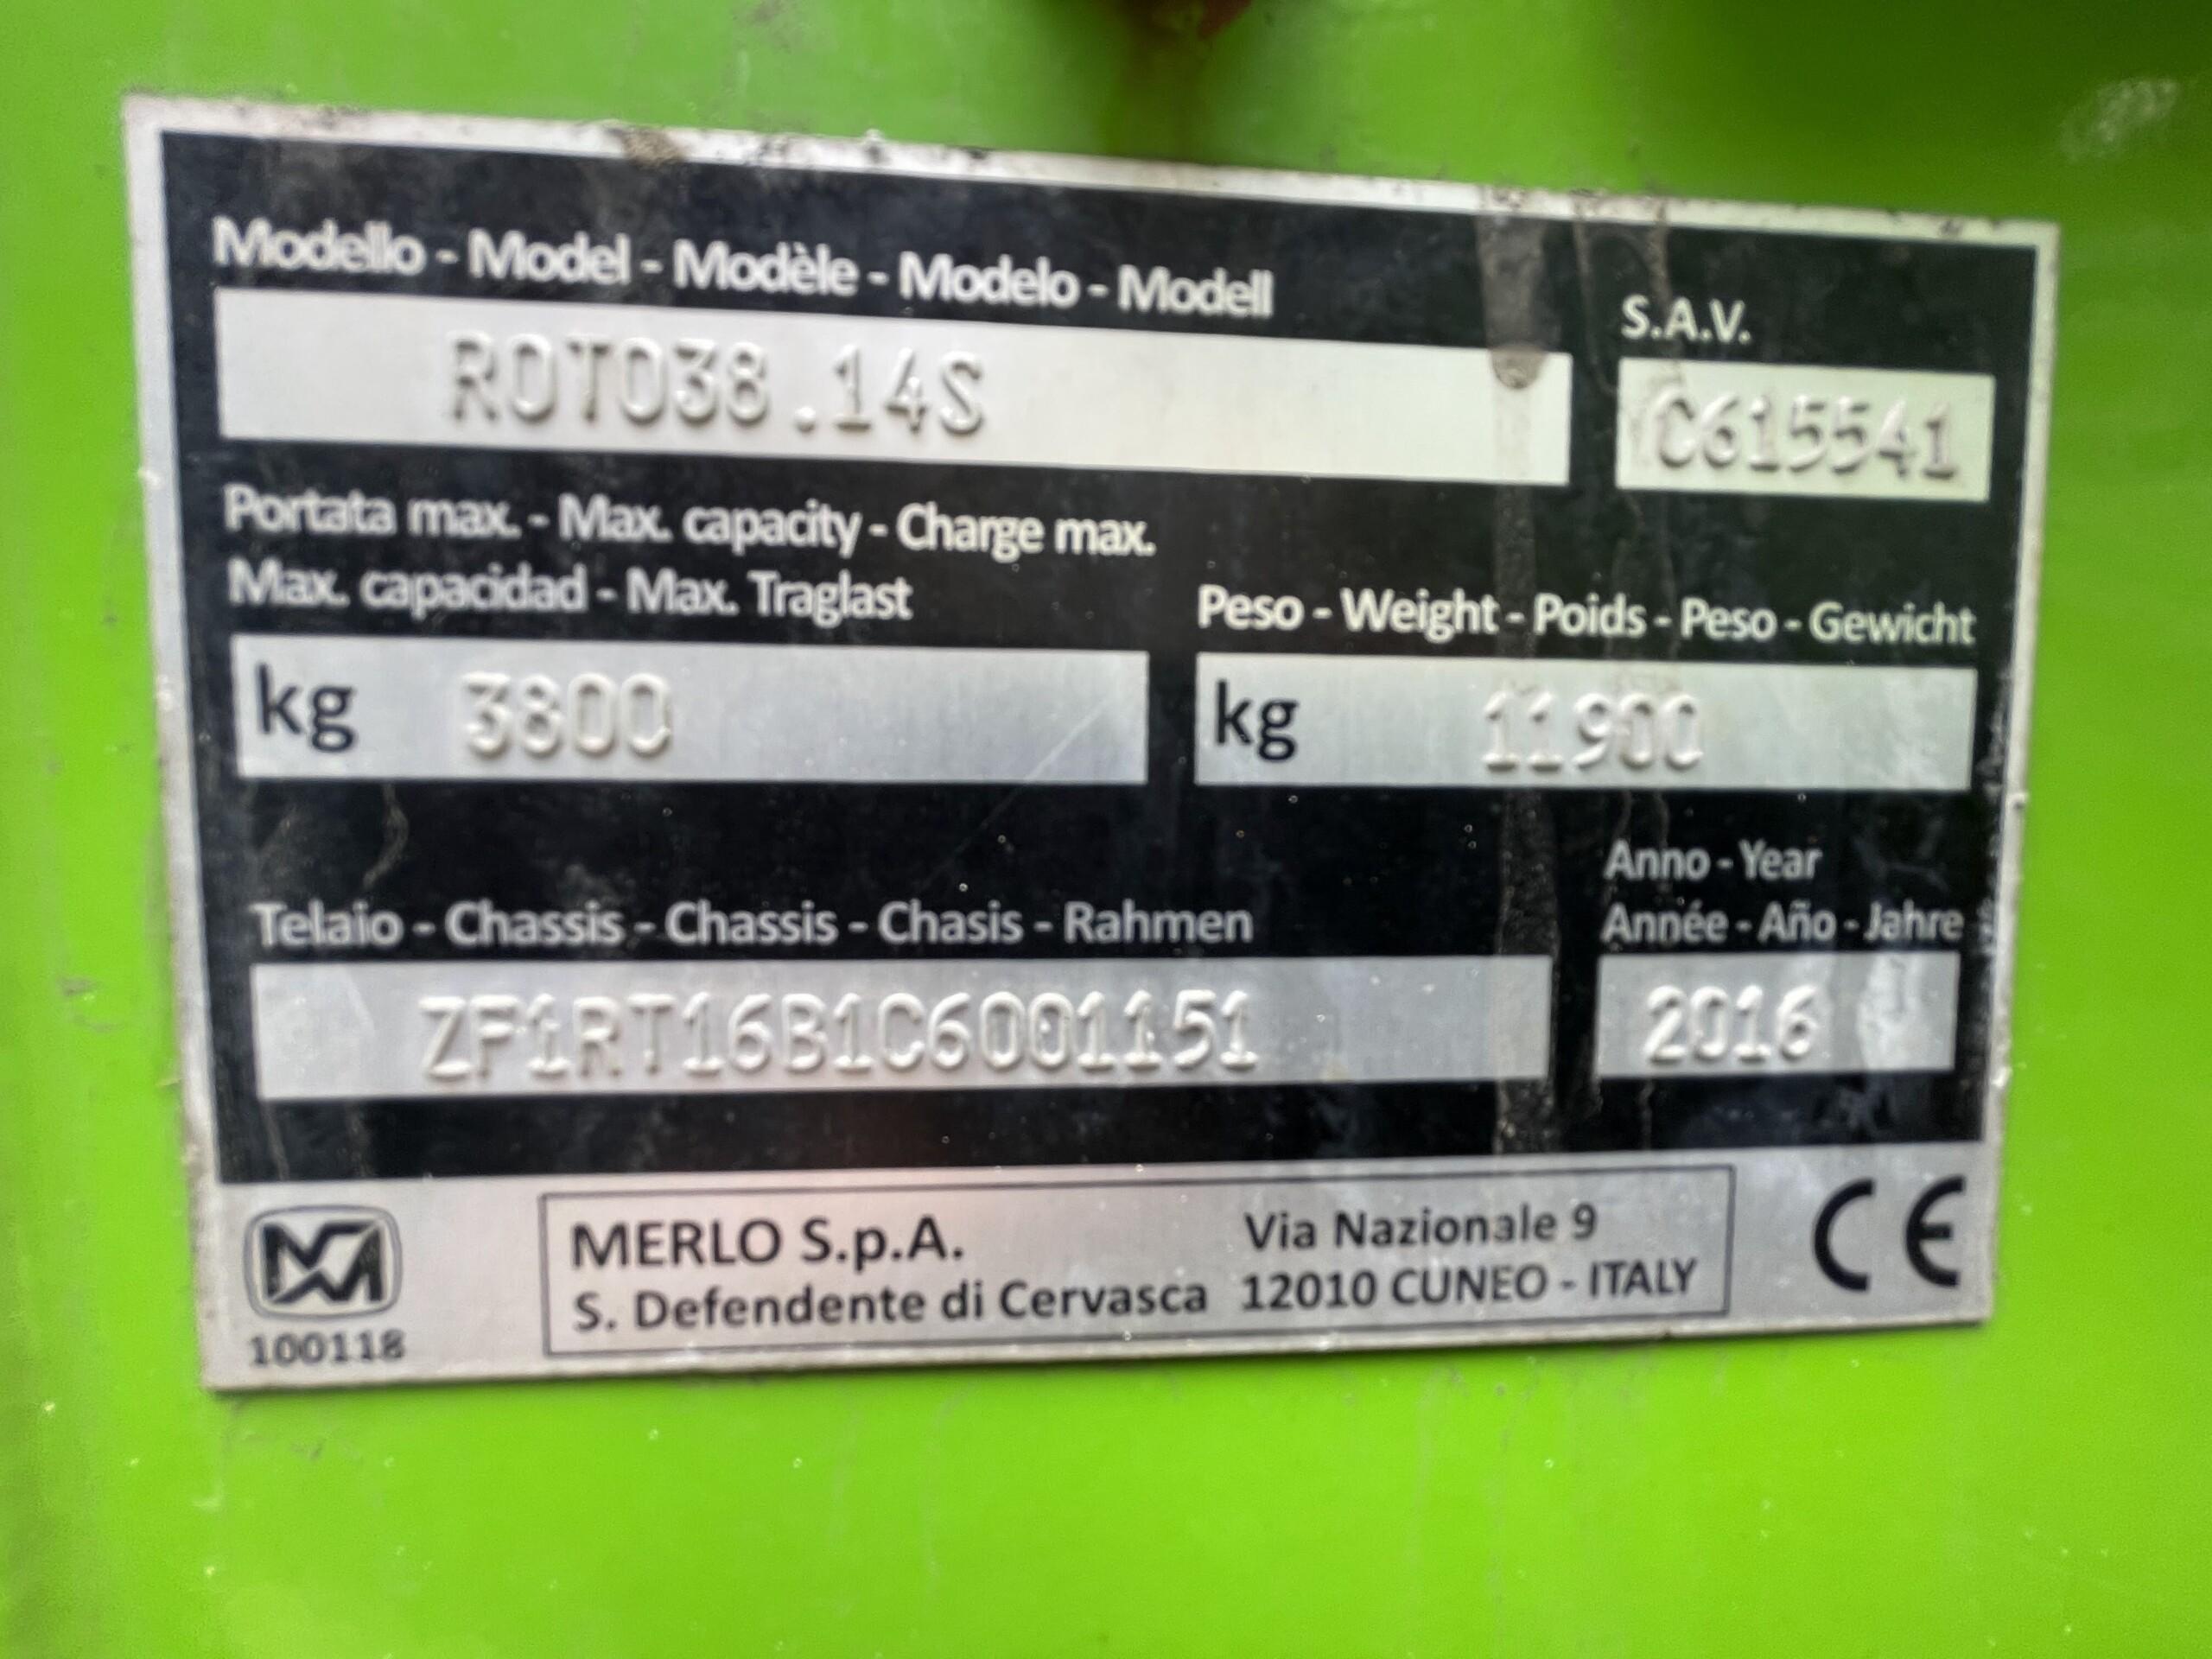 Modello - Model - Modèle - Modelo - Modell
ROTO38.14S
S.A.V.
C615541
Portata max. - Max. capacity - Charge max.
Max. capacidad - Max. Traglast
kg 3800
Peso - Weight - Poids - Peso - Gewicht
kg 11900
Telaio - Chassis - Chassis - Chasis - Rahmen
ZF1RT16B1C6001151
Anno - Year
Année - Año - Jahre
2016
100118
MERLO S.p.A.
S. Defendente di Cervasca
Via Nazionale 9
12010 CUNEO - ITALY
CE